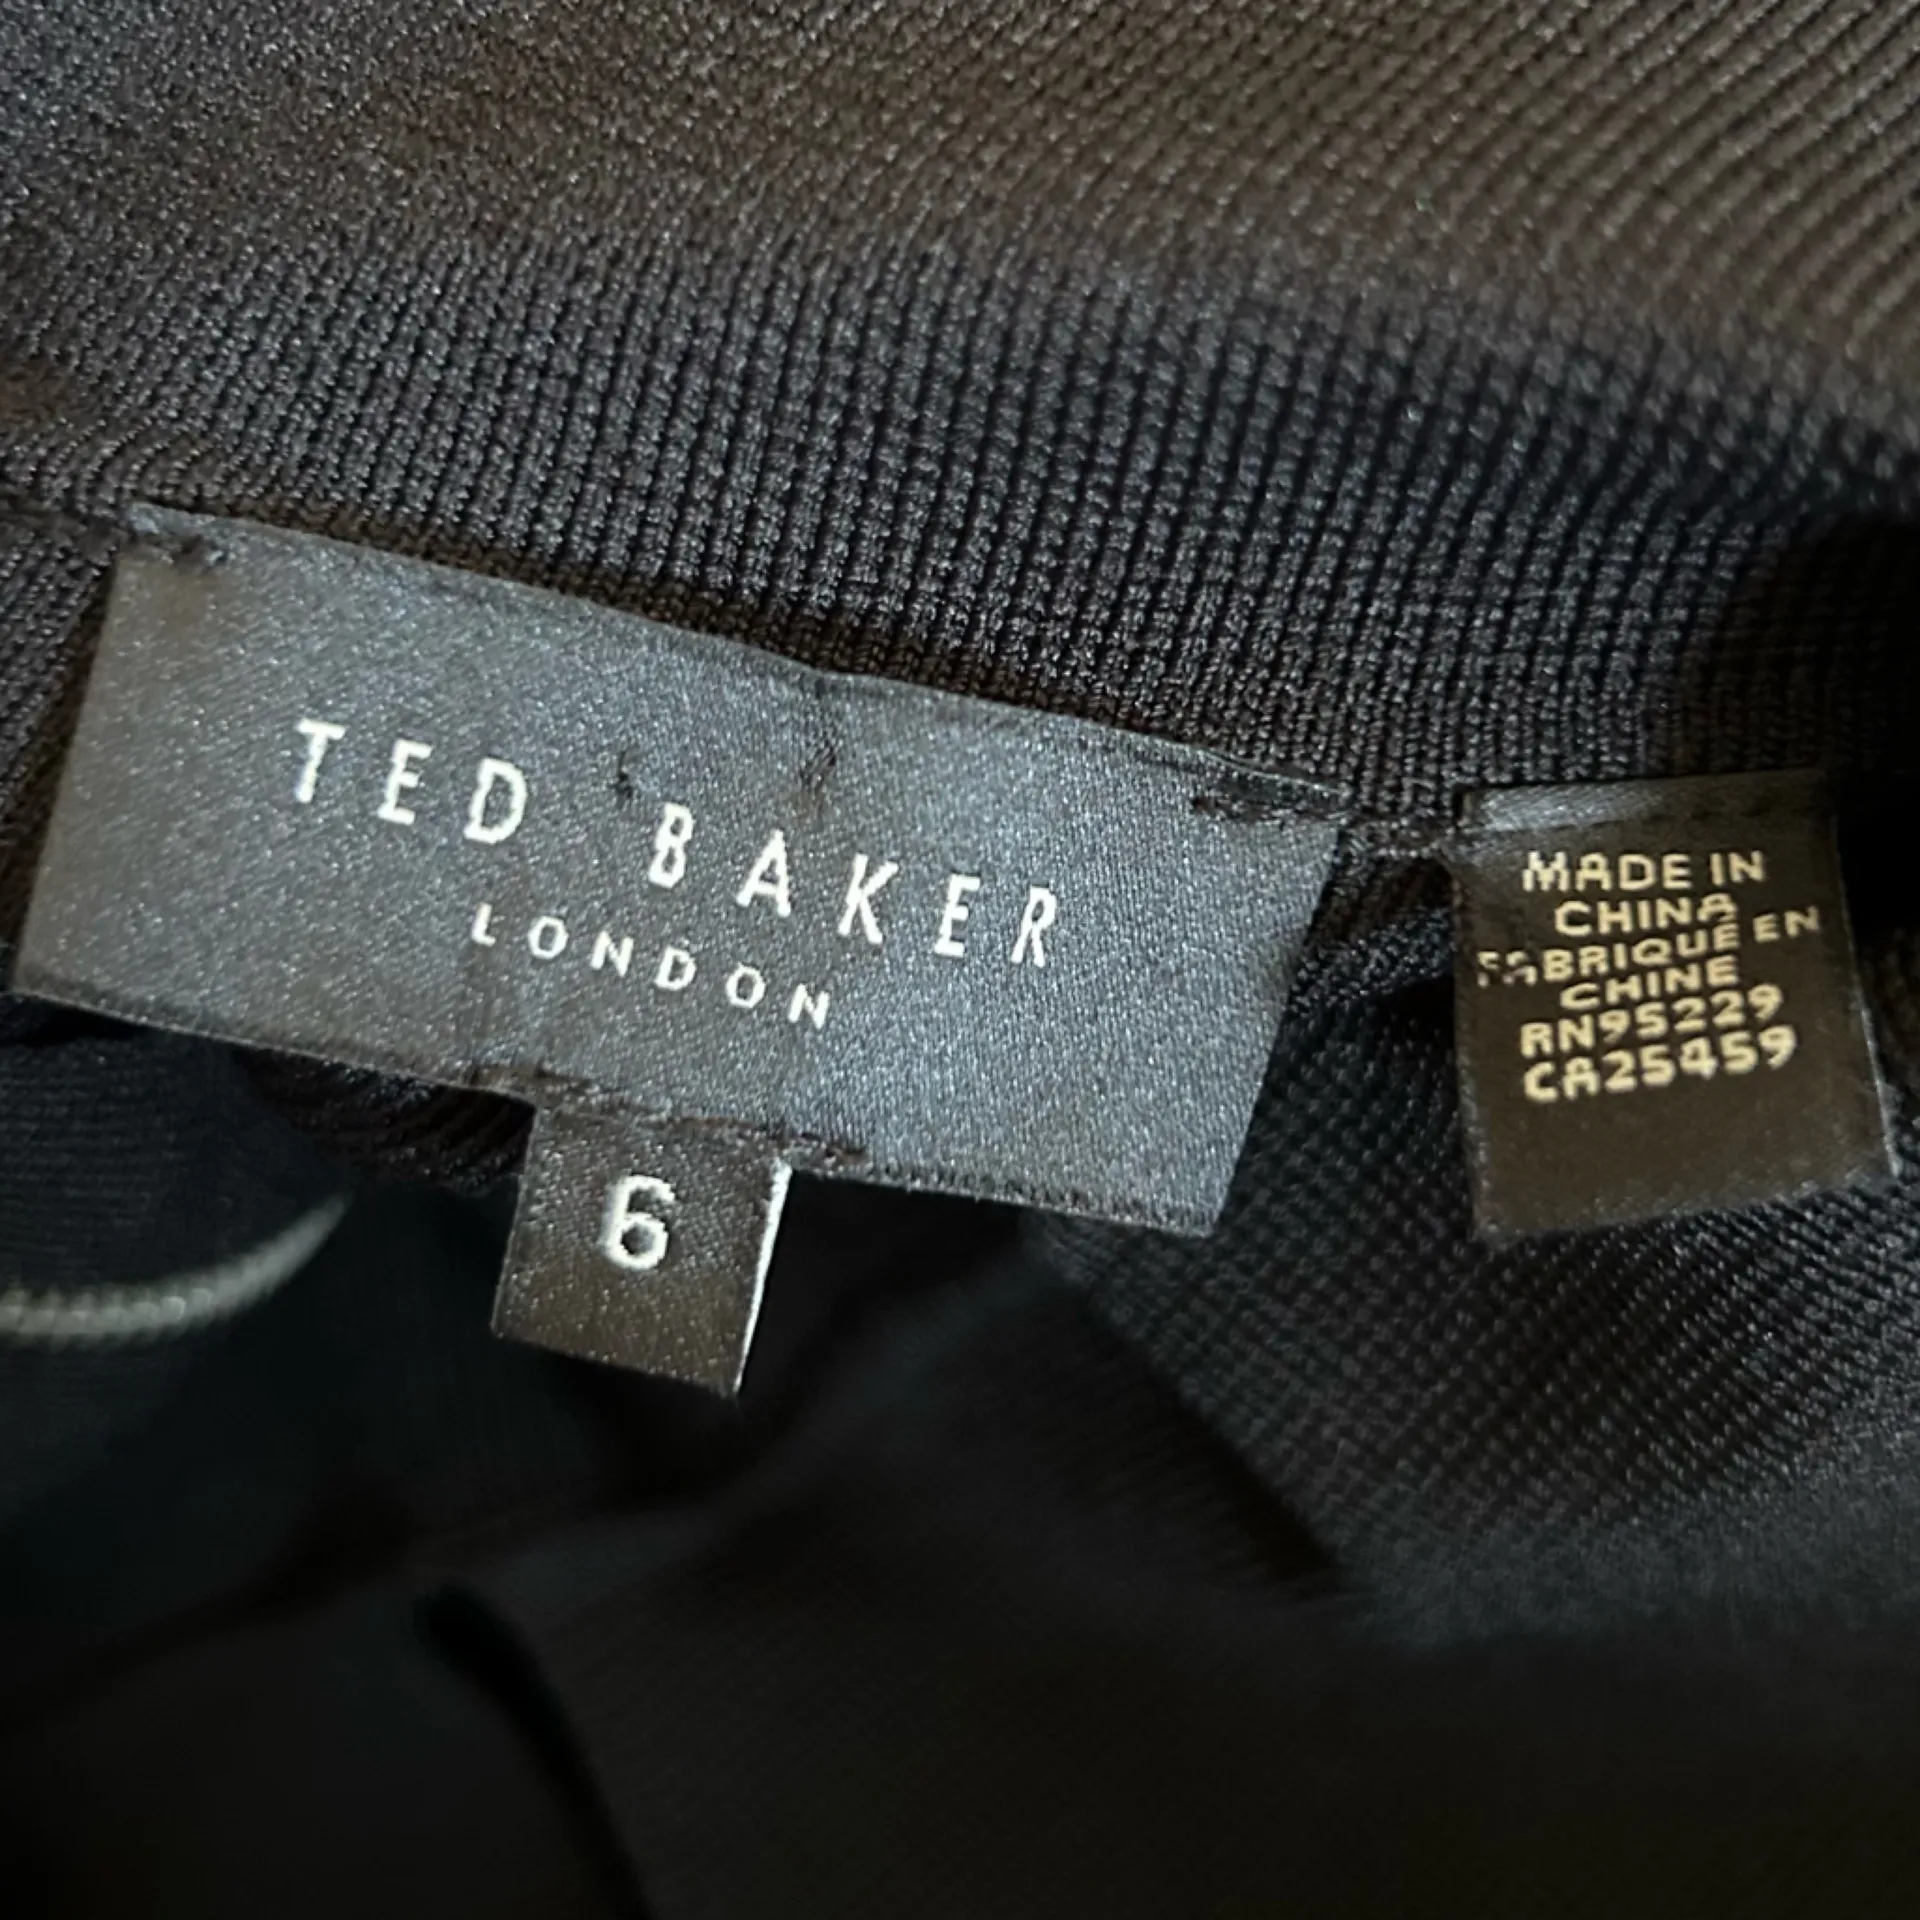 TED BAKER
LONDON
6
MADE IN
CHINA
FABRIQUÉ EN
CHINE
RN95229
CA25459